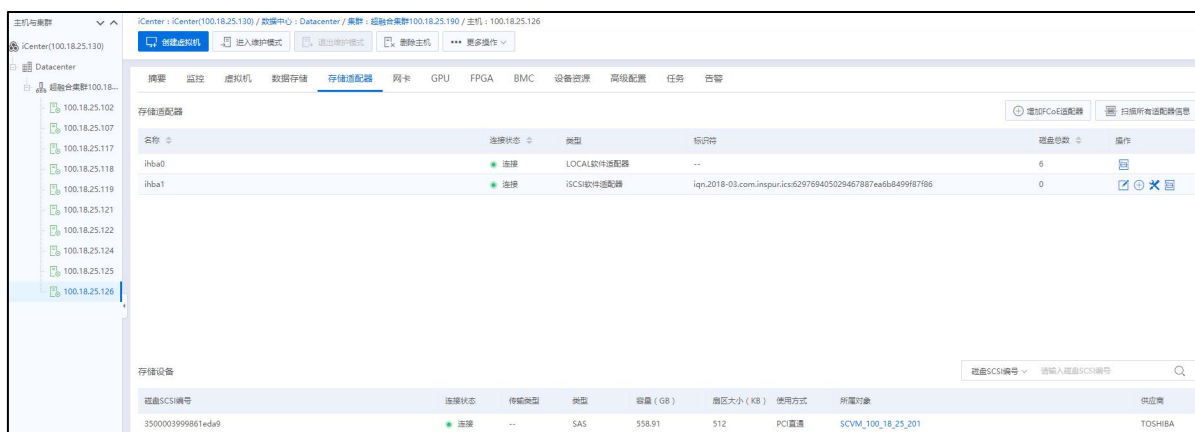 主机与集群
iCenter(100.18.25.130)
Datacenter
超融合集群100.18...
100.18.25.102
100.18.25.107
100.18.25.117
100.18.25.118
100.18.25.119
100.18.25.121
100.18.25.122
100.18.25.124
100.18.25.125
100.18.25.126
iCenter：iCenter(100.18.25.130) / 数据中心：Datacenter / 集群：超融合集群100.18.25.190 / 主机：100.18.25.126
创建虚拟机 进入维护模式 退出维护模式 删除主机 ••• 更多操作
摘要 监控 虚拟机 数据存储 存储适配器 网卡 GPU FPGA BMC 设备资源 高级配置 任务 告警
存储适配器 增加FCoE适配器 扫描所有适配器信息
名称 连接状态 类型 标识符 磁盘总数 操作
ihba0 连接 LOCAL软件适配器 -- 6
ihba1 连接 iSCSI软件适配器 iqn.2018-03.com.inspur.ics:629769405029467887ea6b8499f87f86 0
存储设备 磁盘SCSI编号 请输入磁盘SCSI编号
磁盘SCSI编号 连接状态 传输类型 类型 容量（GB） 扇区大小（KB） 使用方式 所属对象 供应商
3500003999861eda9 连接 -- SAS 558.91 512 PCI直通 SCVM_100_18_25_201 TOSHIBA